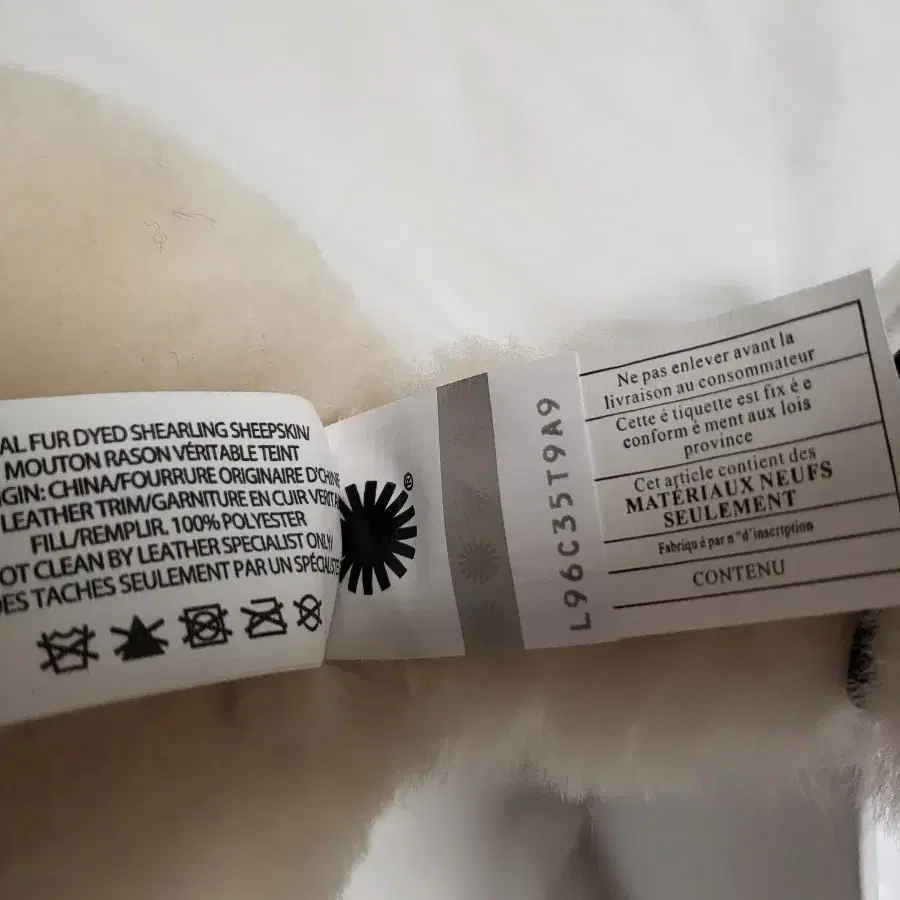 AL FUR DYED SHEARLING SHEEPSKIN/
MOUTON RASON VÉRITABLE TEINT
GIN: CHINA/FOURRURE ORIGINAIRE D'CHINE
LEATHER TRIM/GARNITURE EN CUIR VERITA
FILL/REMPLIR. 100% POLYESTER
OT CLEAN BY LEATHER SPECIALIST ONLY/
DES TACHES SEULEMENT PAR UN SPÉCIALIS
®
L96C35T9A9
Ne pas enlever avant la
livraison au consommateur
Cette é tiquette est fix é e
conform é ment aux lois
province
Cet article contient des
MATÉRIAUX NEUFS
SEULEMENT
Fabriqu é par n "d'inscription
CONTENU